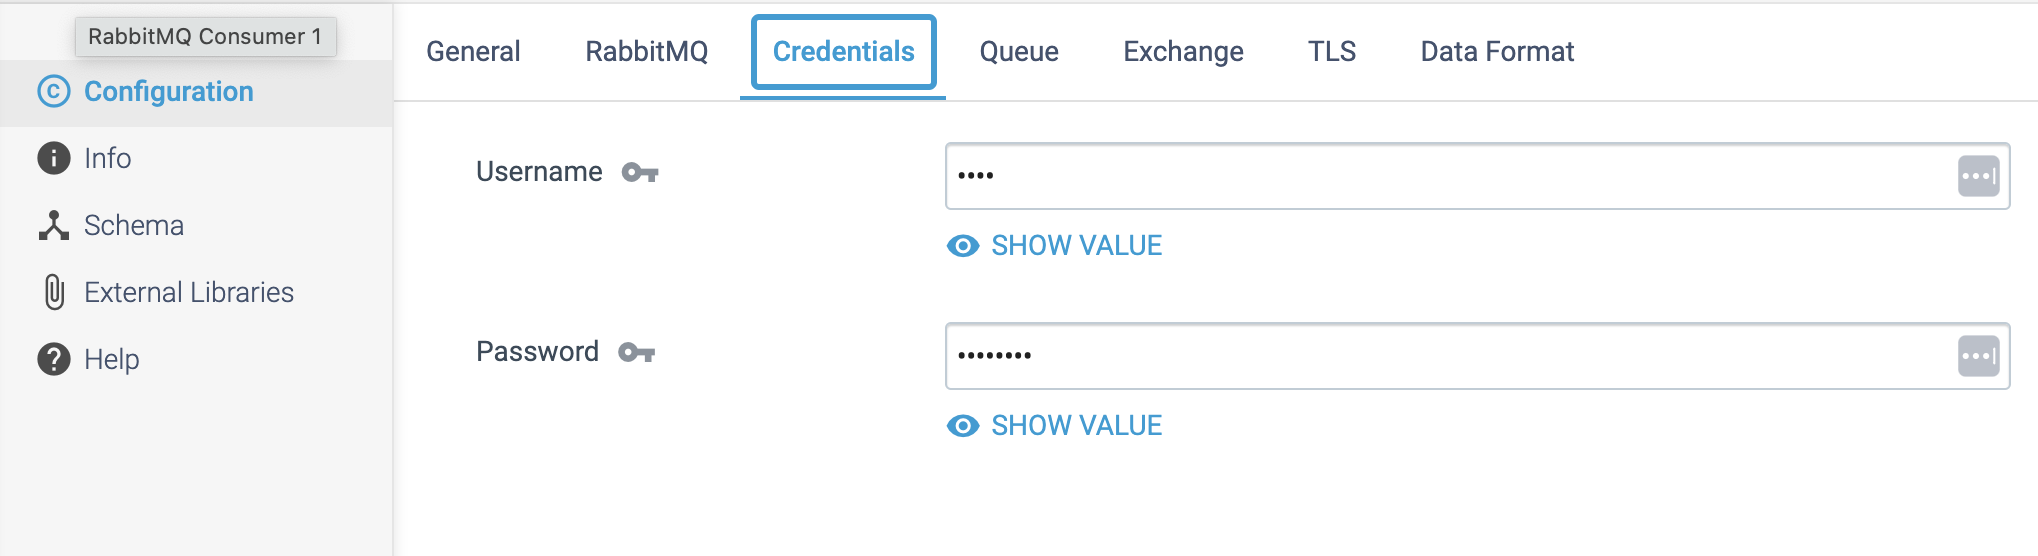 RabbitMQ Consumer 1
Configuration
Info
Schema
External Libraries
Help
General RabbitMQ Credentials Queue Exchange TLS Data Format
Username ••••
SHOW VALUE
Password ••••••••
SHOW VALUE